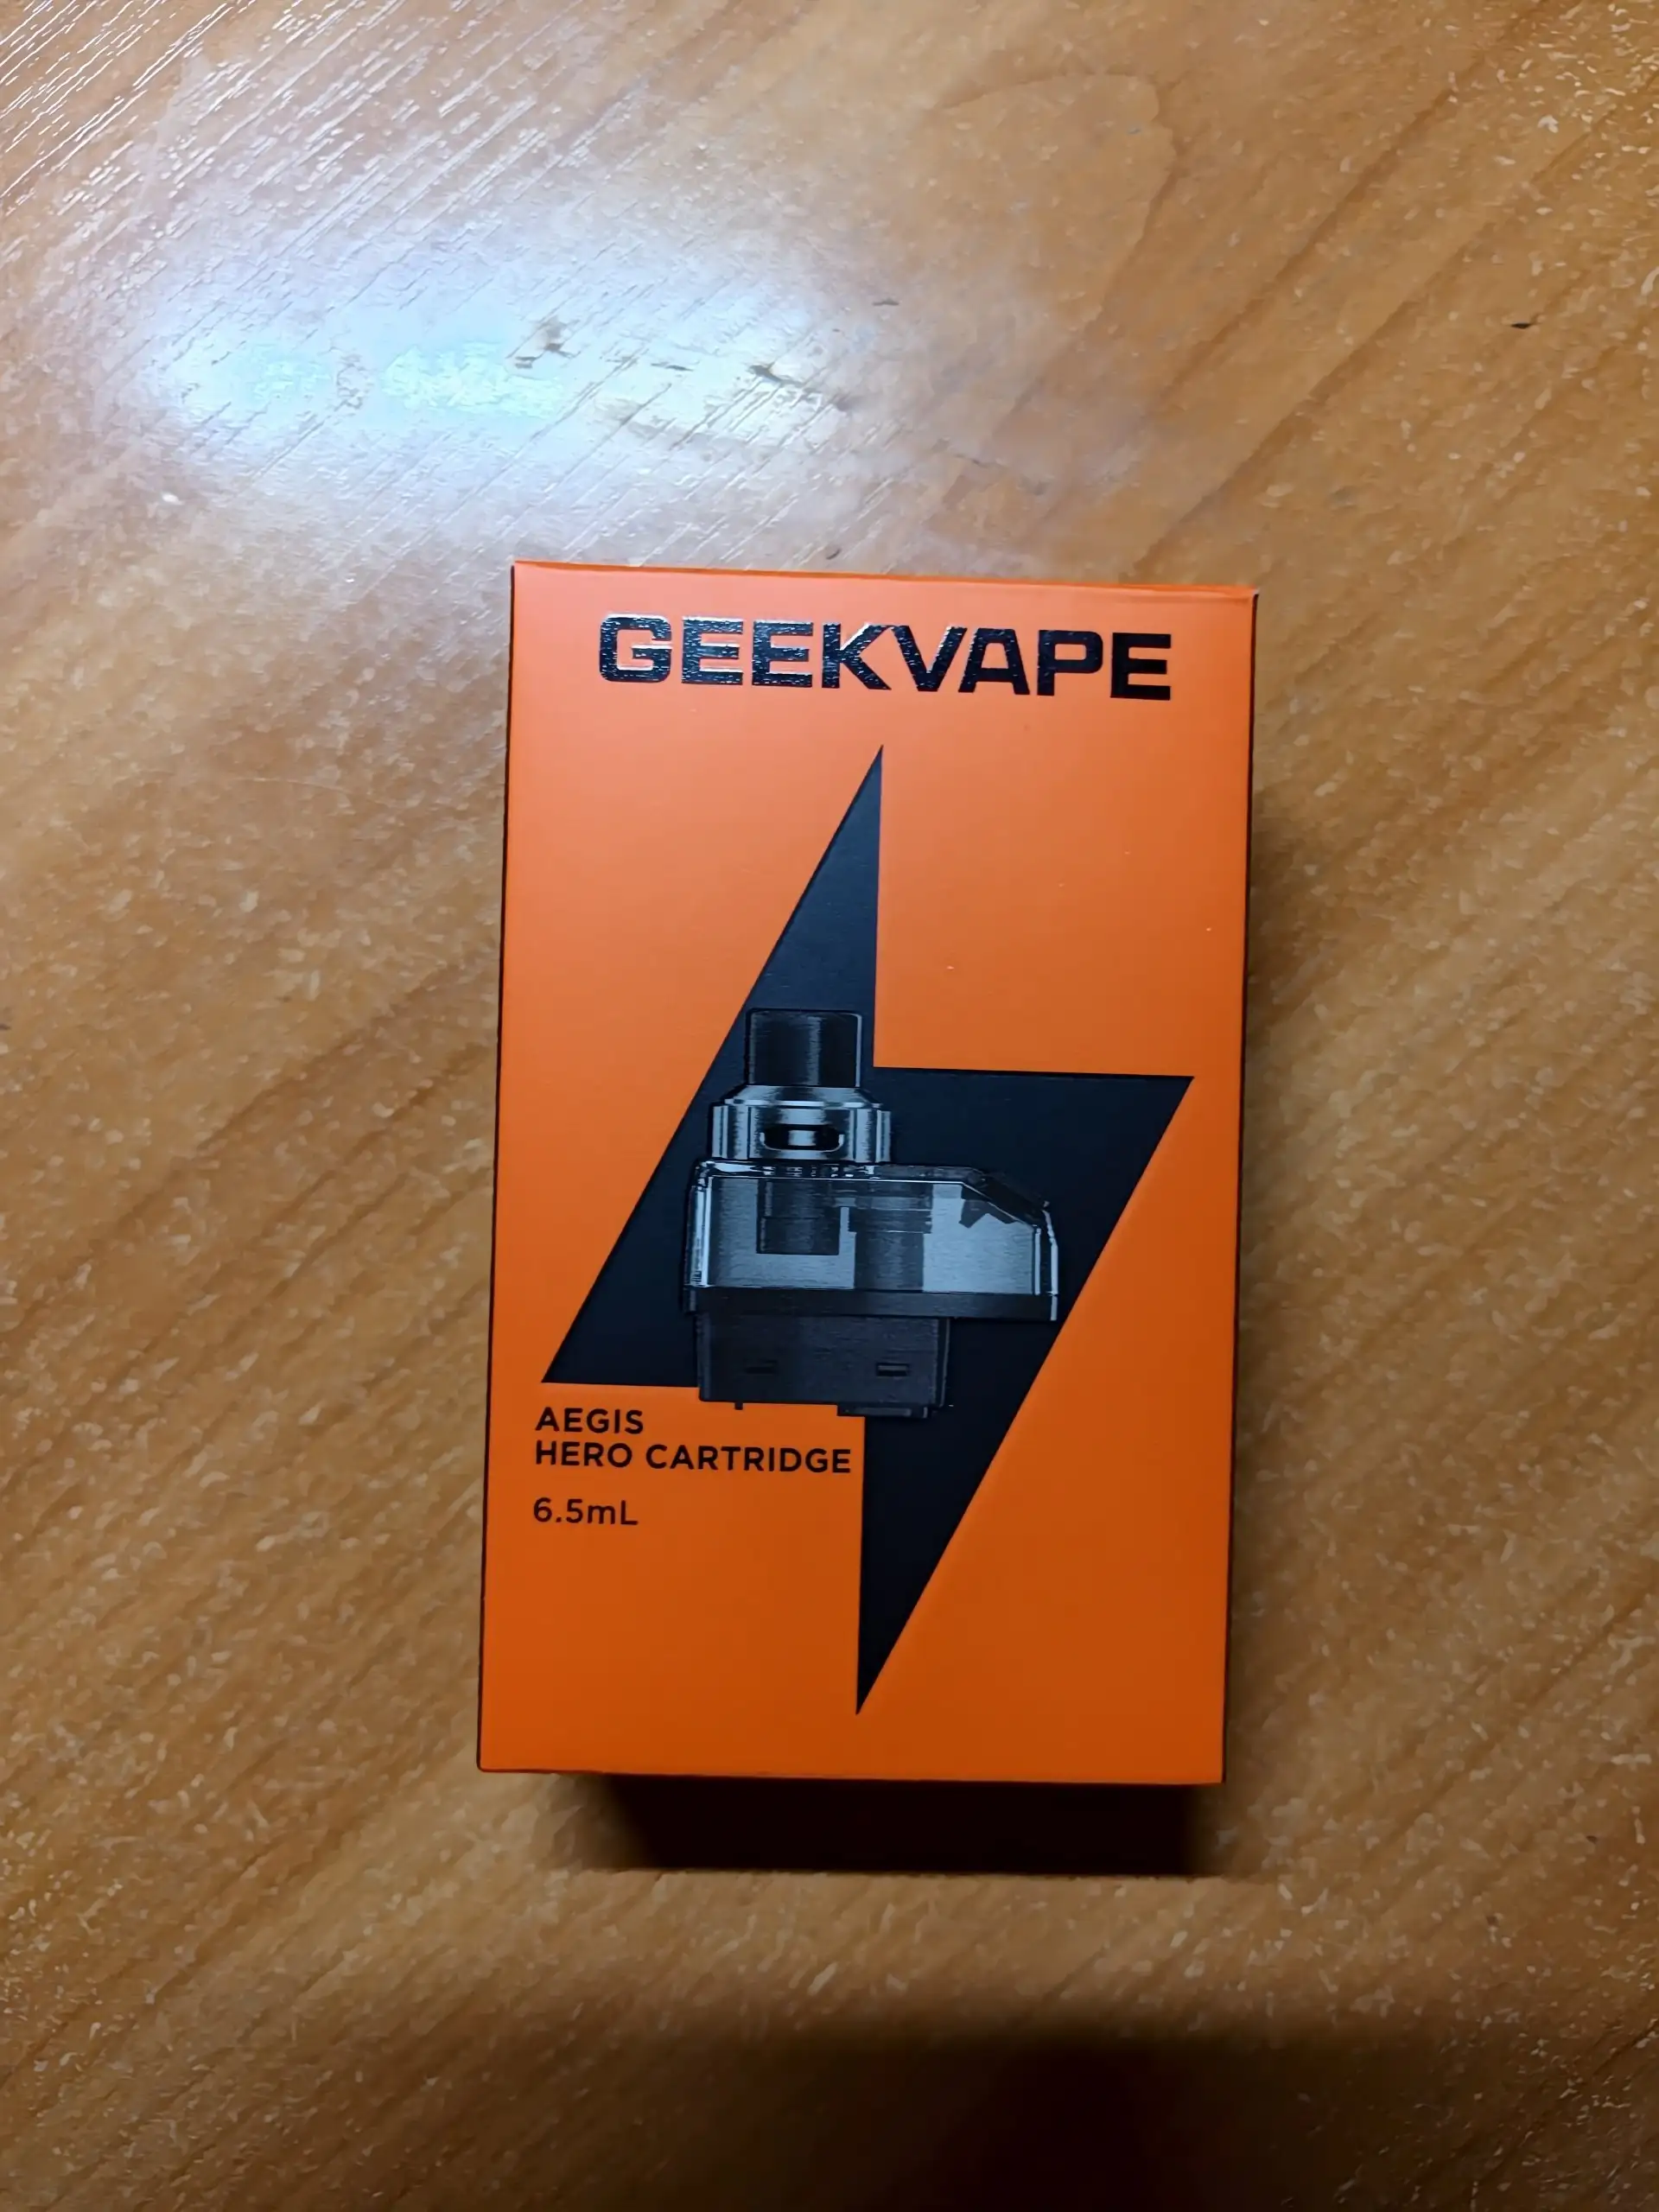 GEEKVAPE
AEGIS
HERO CARTRIDGE
6.5mL